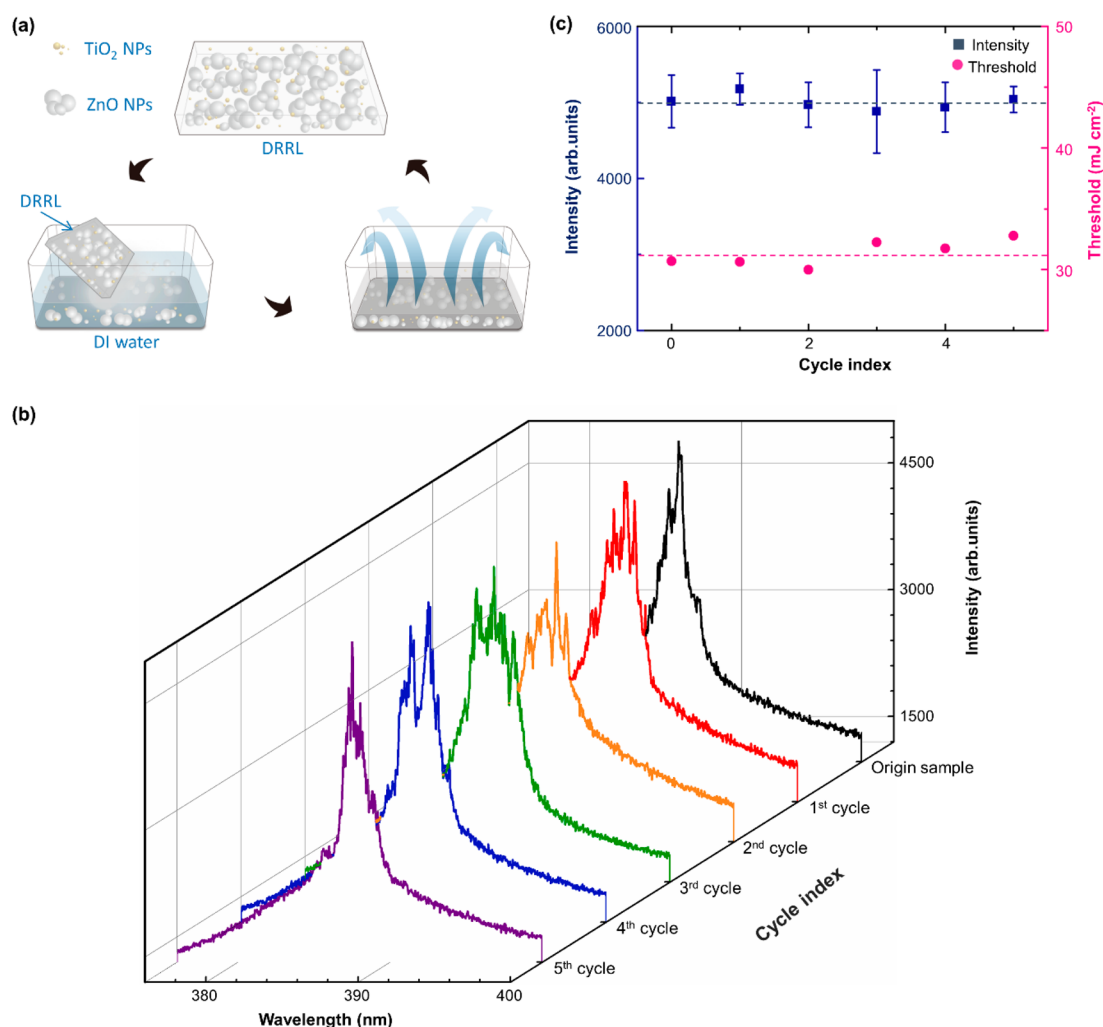 (a)
TiO2 NPs
ZnO NPs
DRRL
DRRL
DI water
(c)
6000
4000
2000
Intensity (arb.units)
Intensity
Threshold
50
40
30
Threshold (mJ cm-2)
0
2
4
Cycle index
(b)
4500
3000
1500
Intensity (arb.units)
Origin sample
1st cycle
2nd cycle
3rd cycle
4th cycle
5th cycle
Cycle index
380
390
400
Wavelength (nm)